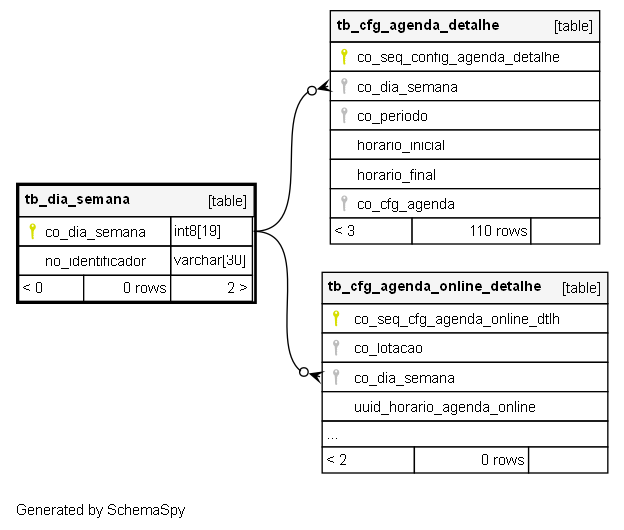 tb_cfg_agenda_detalhe [table]
co_seq_config_agenda_detalhe
co_dia_semana
co_periodo
horario_inicial
horario_final
co_cfg_agenda
< 3 110 rows
tb_dia_semana [table]
co_dia_semana int8[19]
no_identificador varchar[30]
< 0 0 rows 2 >
tb_cfg_agenda_online_detalhe [table]
co_seq_cfg_agenda_online_dtlh
co_lotacao
co_dia_semana
uuid_horario_agenda_online
...
< 2 0 rows
Generated by SchemaSpy